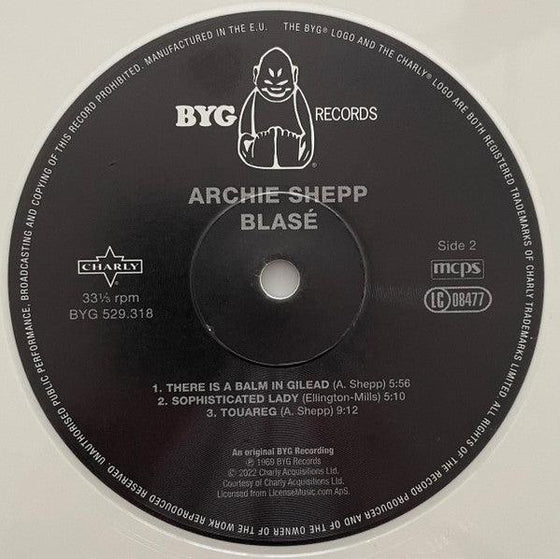 UNAUTHORISED PUBLIC PERFORMANCE, BROADCASTING AND COPYING OF THIS RECORD PROHIBITED. MANUFACTURED IN THE E.U. THE BYG® LOGO AND THE CHARLY® LOGO ARE BOTH REGISTERED TRADEMARKS OF CHARLY TRADEMARKS LIMITED. ALL RIGHTS OF THE RECORD PRODUCER AND OF THE OWNER OF THE WORK REPRODUCED RESERVED.
BYG RECORDS
®
ARCHIE SHEPP
BLASÉ
CHARLY
®
33⅓ rpm
BYG 529.318
Side 2
mcps
LC 08477
1. THERE IS A BALM IN GILEAD (A. Shepp) 5:56
2. SOPHISTICATED LADY (Ellington-Mills) 5:10
3. TOUAREG (A. Shepp) 9:12
An original BYG Recording
℗ 1969 BYG Records
© 2022 Charly Acquisitions Ltd.
Courtesy of Charly Acquisitions Ltd.
Licensed from LicenseMusic.com ApS.